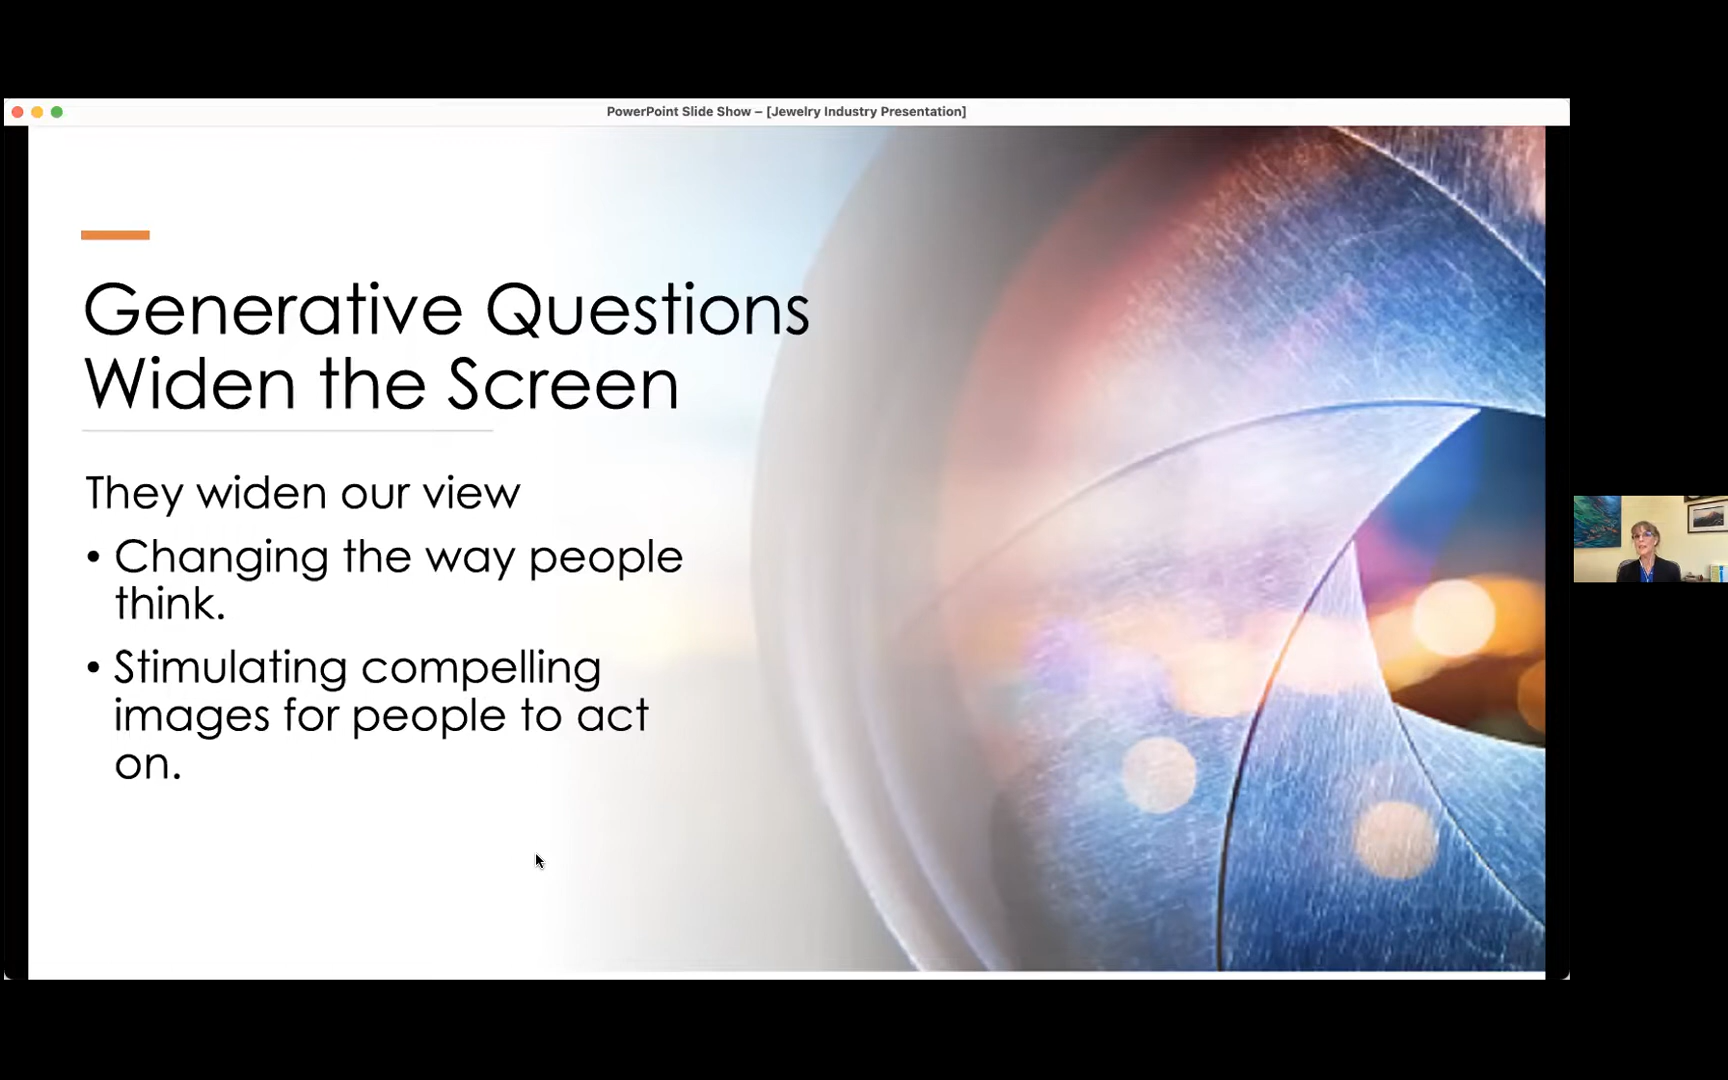 PowerPoint Slide Show – [Jewelry Industry Presentation]
Generative Questions
Widen the Screen
They widen our view
• Changing the way people
think.
• Stimulating compelling
images for people to act
on.